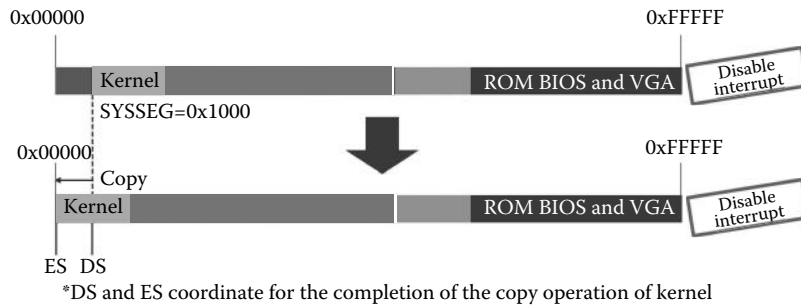 0x00000 0xFFFFF
Kernel ROM BIOS and VGA Disable
interrupt
SYSSEG=0x1000
0x00000 0xFFFFF
Copy
Kernel ROM BIOS and VGA Disable
interrupt
ES DS
*DS and ES coordinate for the completion of the copy operation of kernel